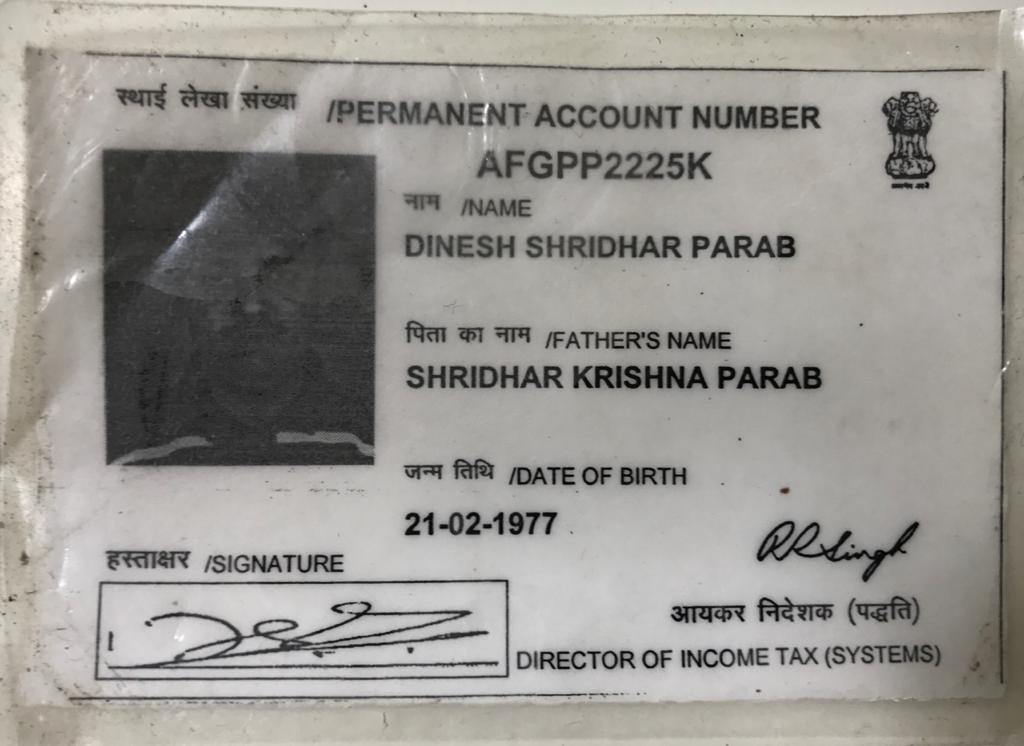 स्थाई लेखा संख्या /PERMANENT ACCOUNT NUMBER
AFGPP2225K
नाम /NAME
DINESH SHRIDHAR PARAB
पिता का नाम /FATHER'S NAME
SHRIDHAR KRISHNA PARAB
जन्म तिथि /DATE OF BIRTH
21-02-1977
हस्ताक्षर /SIGNATURE
RRSingh
आयकर निदेशक (पद्धति)
DIRECTOR OF INCOME TAX (SYSTEMS)